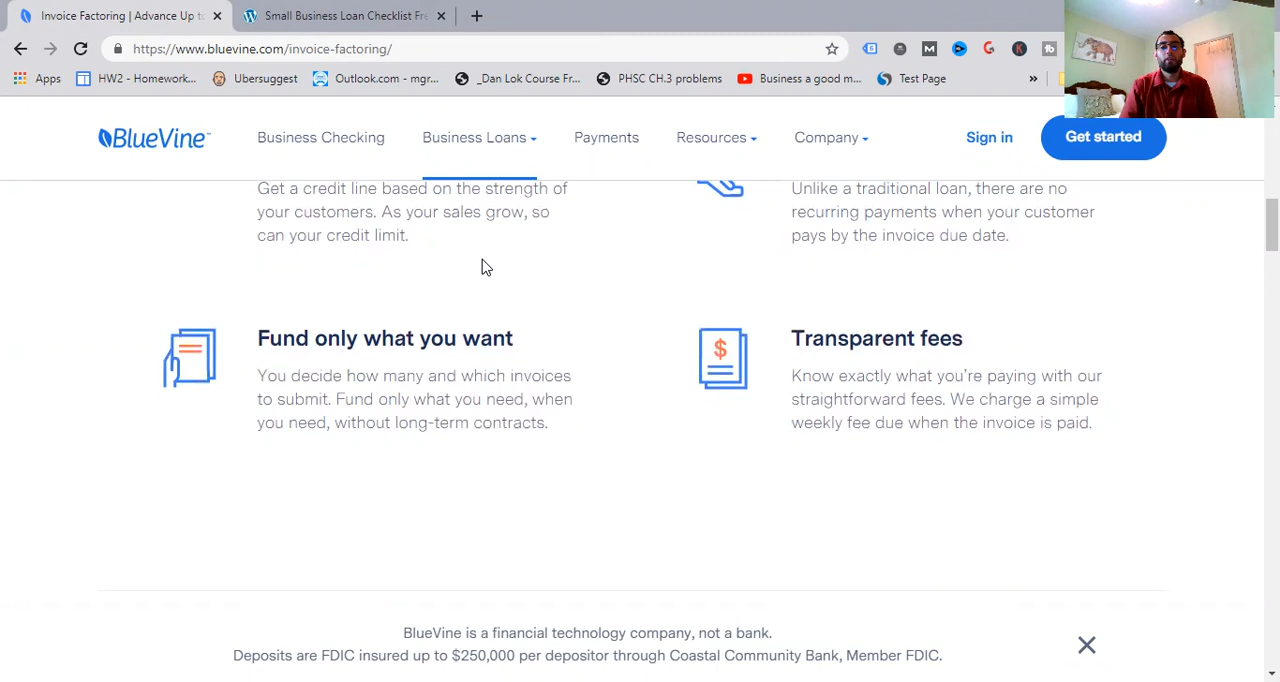 Invoice Factoring | Advance Up to
Small Business Loan Checklist Fre
https://www.bluevine.com/invoice-factoring/
Apps
HW2 - Homework...
Ubersuggest
Outlook.com - mgr...
_Dan Lok Course Fr...
PHSC CH.3 problems
Business a good m...
Test Page
»
BlueVine
Business Checking
Business Loans
Payments
Resources
Company
Sign in
Get started
Get a credit line based on the strength of
your customers. As your sales grow, so
can your credit limit.
Unlike a traditional loan, there are no
recurring payments when your customer
pays by the invoice due date.
Fund only what you want
You decide how many and which invoices
to submit. Fund only what you need, when
you need, without long-term contracts.
Transparent fees
Know exactly what you're paying with our
straightforward fees. We charge a simple
weekly fee due when the invoice is paid.
BlueVine is a financial technology company, not a bank.
Deposits are FDIC insured up to $250,000 per depositor through Coastal Community Bank, Member FDIC.